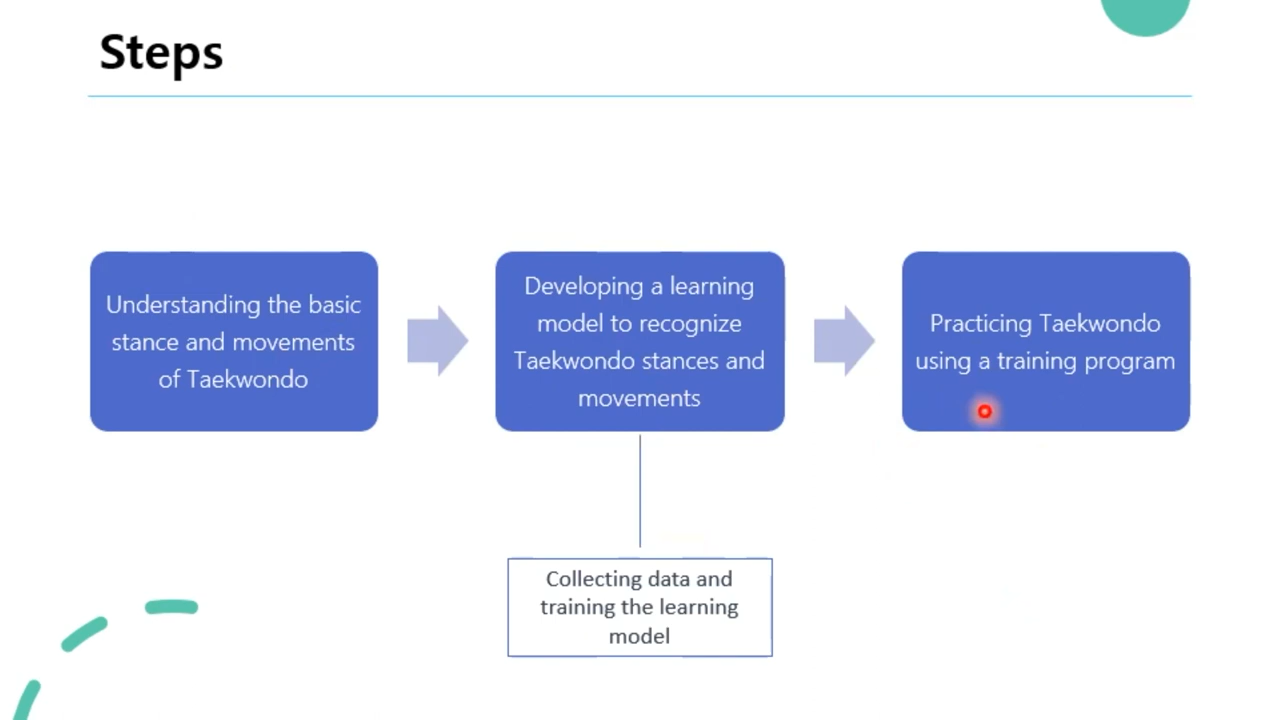 Steps
Understanding the basic
stance and movements
of Taekwondo
Developing a learning
model to recognize
Taekwondo stances and
movements
Practicing Taekwondo
using a training program
Collecting data and
training the learning
model